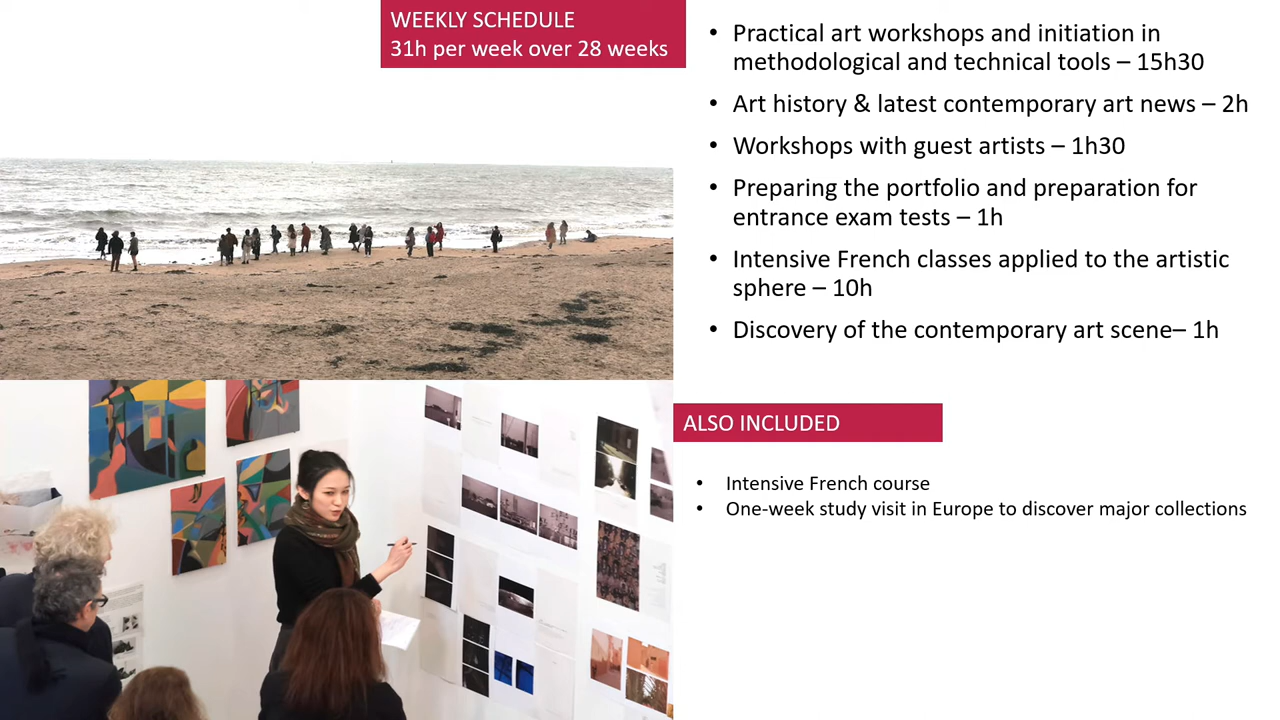 WEEKLY SCHEDULE
31h per week over 28 weeks
• Practical art workshops and initiation in
methodological and technical tools – 15h30
• Art history & latest contemporary art news – 2h
• Workshops with guest artists – 1h30
• Preparing the portfolio and preparation for
entrance exam tests – 1h
• Intensive French classes applied to the artistic
sphere – 10h
• Discovery of the contemporary art scene– 1h
ALSO INCLUDED
• Intensive French course
• One-week study visit in Europe to discover major collections